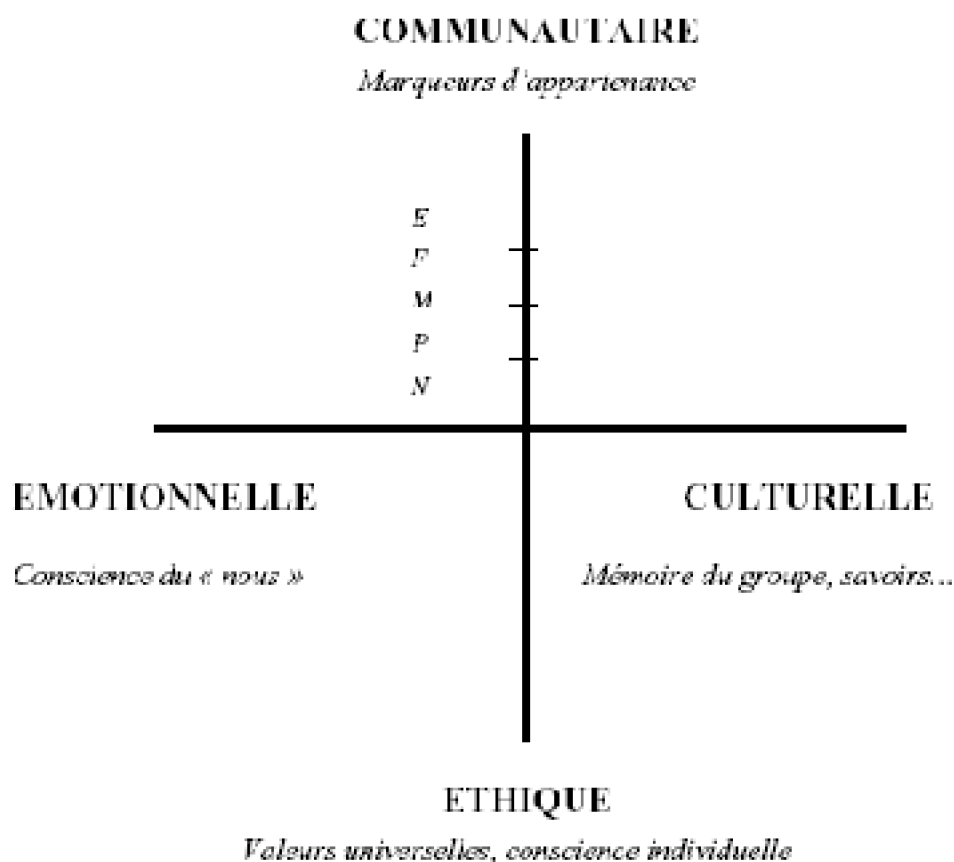 COMMUNAUTAIRE
Marqueurs d'appartenance
E
F
M
P
N
EMOTIONNELLE
CULTURELLE
Conscience du « nous »
Mémoire du groupe, savoirs...
ETHIQUE
Valeurs universelles, conscience individuelle